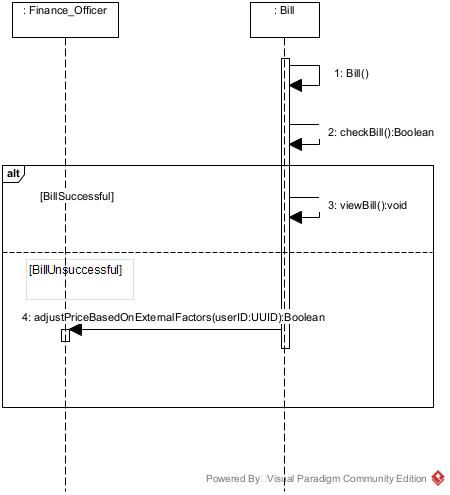 : Finance_Officer
: Bill
1: Bill()
2: checkBill():Boolean
alt
[BillSuccessful]
3: viewBill():void
[BillUnsuccessful]
4: adjustPriceBasedOnExternalFactors(userID:UUID):Boolean
Powered By Visual Paradigm Community Edition